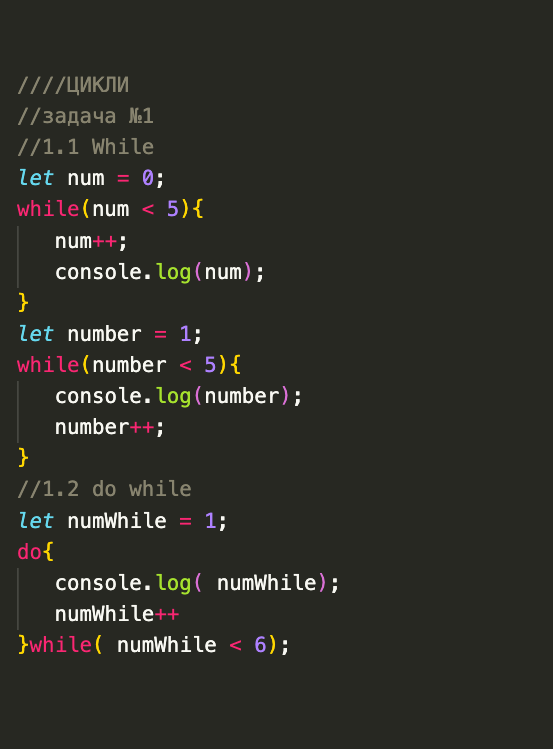 ////ЦИКЛИ
//задача №1
//1.1 While
let num = 0;
while(num < 5){
   num++;
   console.log(num);
}
let number = 1;
while(number < 5){
   console.log(number);
   number++;
}
//1.2 do while
let numWhile = 1;
do{
   console.log( numWhile);
   numWhile++
}while( numWhile < 6);